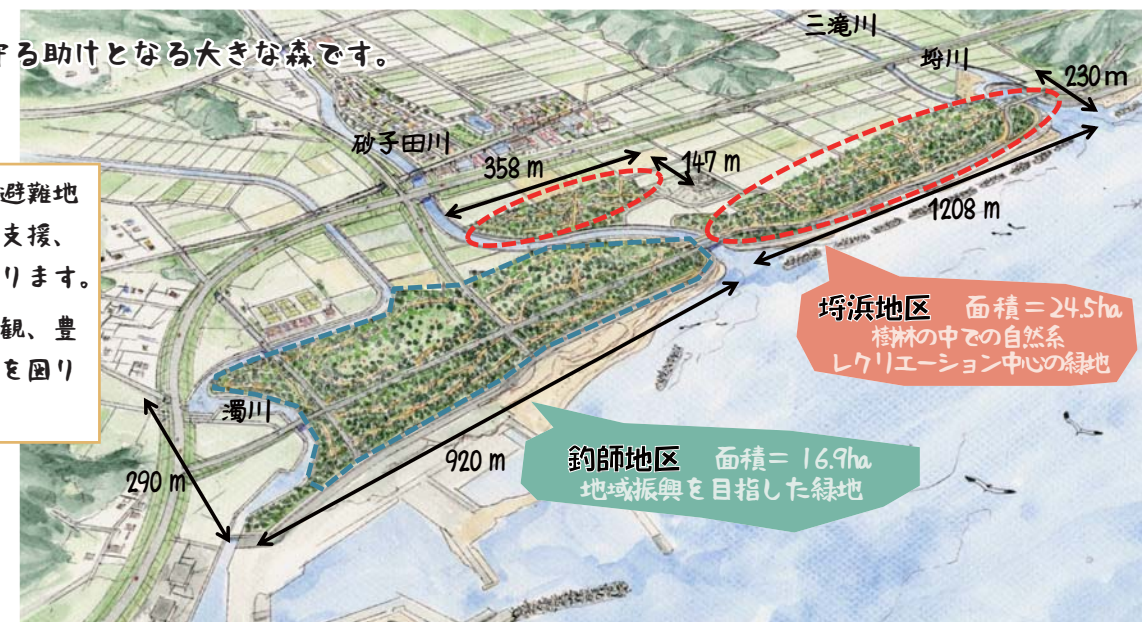 守る助けとなる大きな森です。
三滝川
埒川
230m
砂子田川
358 m
147 m
避難地
支援、
ります。
観、豊
を困り
1208 m
埒浜地区 面積＝24.5ha
樹林の中での自然系
レクリエーション中心の緑地
濁川
290 m
920 m
釣師地区 面積＝16.9ha
地域振興を目指した緑地